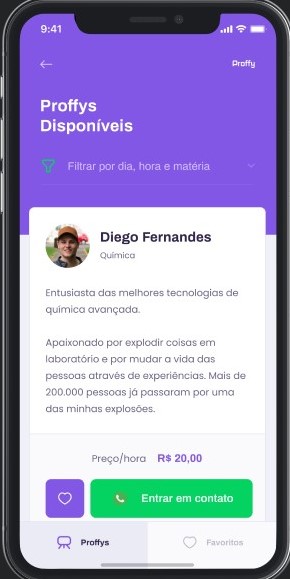 9:41
Proffy
Proffys
Disponíveis
Filtrar por dia, hora e matéria
Diego Fernandes
Química
Entusiasta das melhores tecnologias de
química avançada.
Apaixonado por explodir coisas em
laboratório e por mudar a vida das
pessoas através de experiências. Mais de
200.000 pessoas já passaram por uma
das minhas explosões.
Preço/hora R$ 20,00
Entrar em contato
Proffys Favoritos